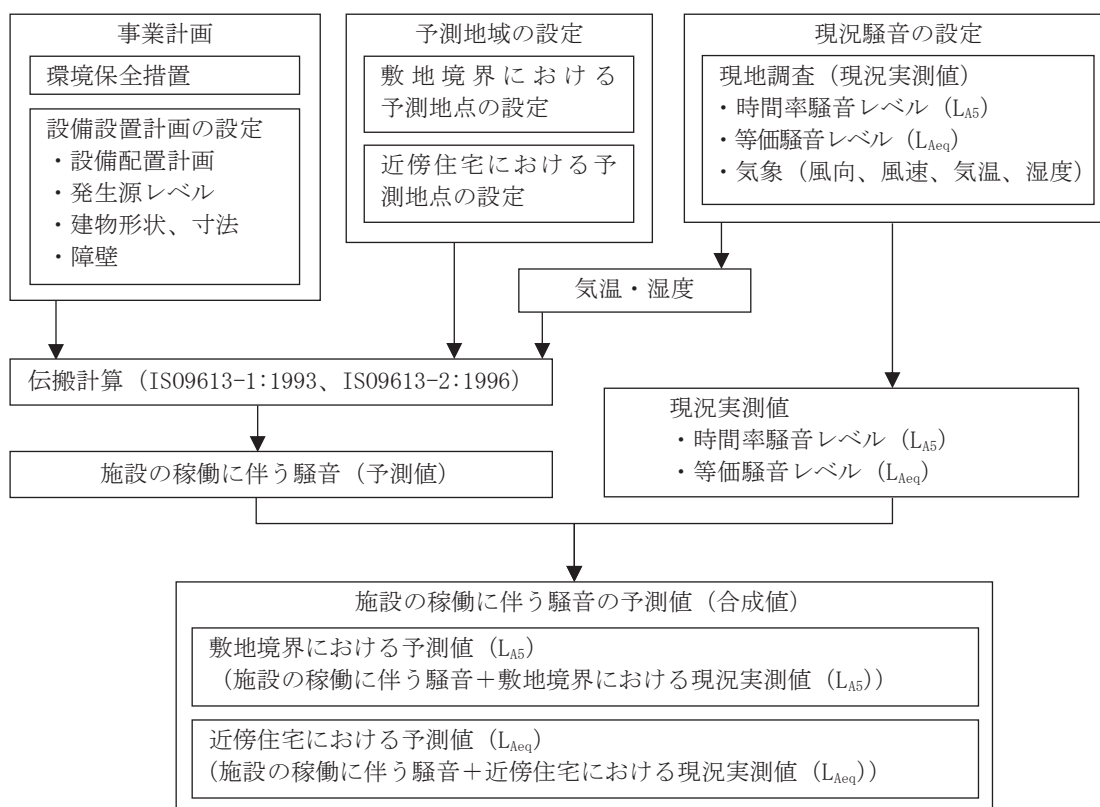 事業計画
環境保全措置
設備設置計画の設定
・設備配置計画
・発生源レベル
・建物形状、寸法
・障壁
予測地域の設定
敷地境界における
予測地点の設定
近傍住宅における予
測地点の設定
現況騒音の設定
現地調査（現況実測値）
・時間率騒音レベル（LA5）
・等価騒音レベル（LAeq）
・気象（風向、風速、気温、湿度）
気温・湿度
伝搬計算（ISO9613-1:1993、ISO9613-2:1996）
現況実測値
・時間率騒音レベル（LA5）
・等価騒音レベル（LAeq）
施設の稼働に伴う騒音（予測値）
施設の稼働に伴う騒音の予測値（合成値）
敷地境界における予測値（LA5）
（施設の稼働に伴う騒音＋敷地境界における現況実測値（LA5））
近傍住宅における予測値（LAeq）
（施設の稼働に伴う騒音＋近傍住宅における現況実測値（LAeq））